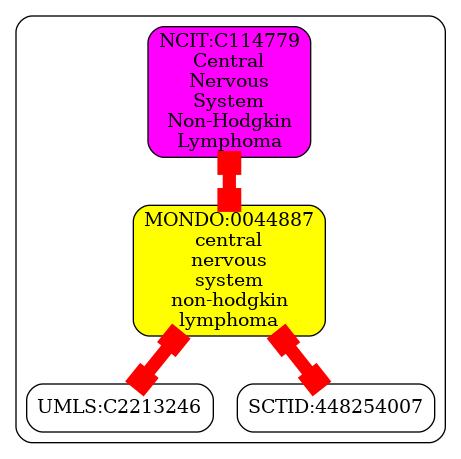 NCIT:C114779
Central
Nervous
System
Non-Hodgkin
Lymphoma
MONDO:0044887
central
nervous
system
non-hodgkin
lymphoma
UMLS:C2213246
SCTID:448254007